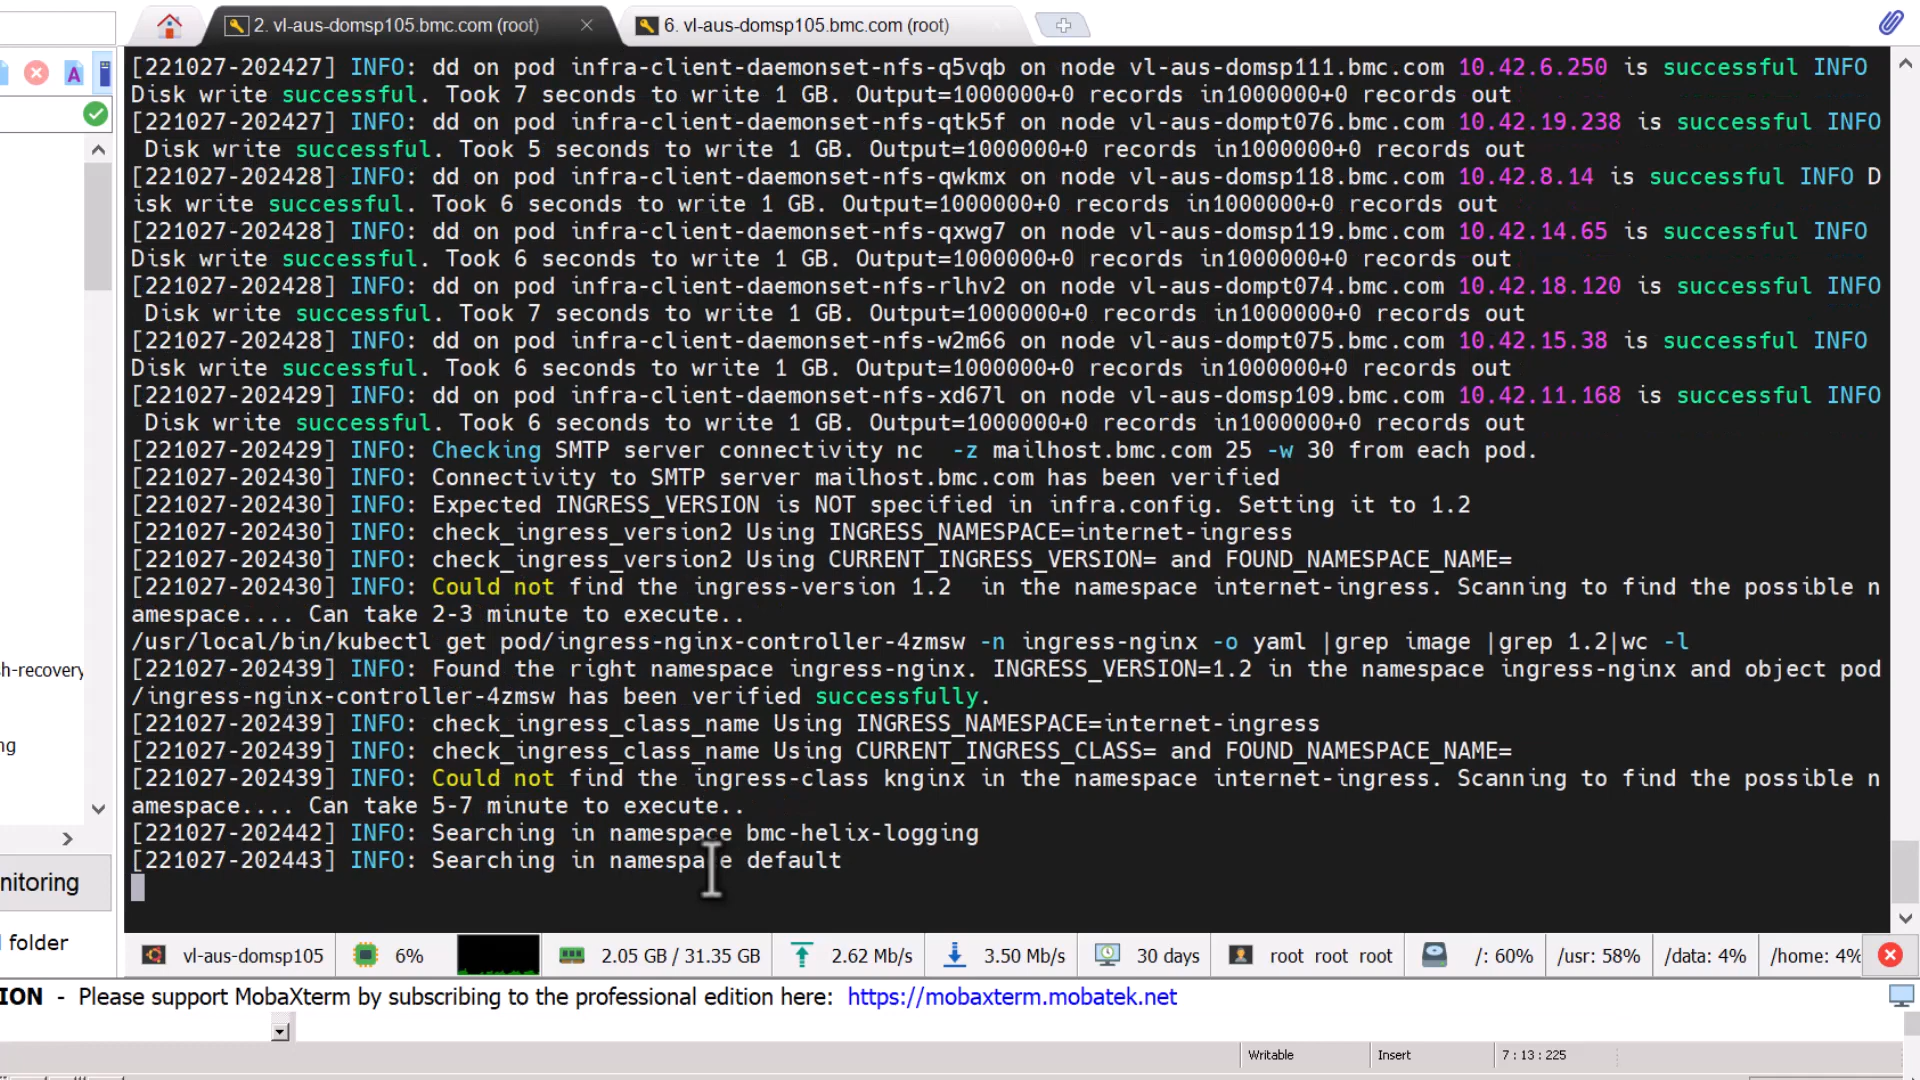 2. vl-aus-domsp105.bmc.com (root)
6. vl-aus-domsp105.bmc.com (root)
[221027-202427] INFO: dd on pod infra-client-daemonset-nfs-q5vqb on node vl-aus-domsp111.bmc.com 10.42.6.250 is successful INFO
Disk write successful. Took 7 seconds to write 1 GB. Output=1000000+0 records in1000000+0 records out
[221027-202427] INFO: dd on pod infra-client-daemonset-nfs-qtk5f on node vl-aus-dompt076.bmc.com 10.42.19.238 is successful INFO
Disk write successful. Took 5 seconds to write 1 GB. Output=1000000+0 records in1000000+0 records out
[221027-202428] INFO: dd on pod infra-client-daemonset-nfs-qwkmx on node vl-aus-domsp118.bmc.com 10.42.8.14 is successful INFO D
isk write successful. Took 6 seconds to write 1 GB. Output=1000000+0 records in1000000+0 records out
[221027-202428] INFO: dd on pod infra-client-daemonset-nfs-qxwg7 on node vl-aus-domsp119.bmc.com 10.42.14.65 is successful INFO
Disk write successful. Took 6 seconds to write 1 GB. Output=1000000+0 records in1000000+0 records out
[221027-202428] INFO: dd on pod infra-client-daemonset-nfs-rlhv2 on node vl-aus-dompt074.bmc.com 10.42.18.120 is successful INFO
Disk write successful. Took 7 seconds to write 1 GB. Output=1000000+0 records in1000000+0 records out
[221027-202428] INFO: dd on pod infra-client-daemonset-nfs-w2m66 on node vl-aus-dompt075.bmc.com 10.42.15.38 is successful INFO
Disk write successful. Took 6 seconds to write 1 GB. Output=1000000+0 records in1000000+0 records out
[221027-202429] INFO: dd on pod infra-client-daemonset-nfs-xd67l on node vl-aus-domsp109.bmc.com 10.42.11.168 is successful INFO
Disk write successful. Took 6 seconds to write 1 GB. Output=1000000+0 records in1000000+0 records out
[221027-202429] INFO: Checking SMTP server connectivity nc  -z mailhost.bmc.com 25 -w 30 from each pod.
[221027-202430] INFO: Connectivity to SMTP server mailhost.bmc.com has been verified
[221027-202430] INFO: Expected INGRESS_VERSION is NOT specified in infra.config. Setting it to 1.2
[221027-202430] INFO: check_ingress_version2 Using INGRESS_NAMESPACE=internet-ingress
[221027-202430] INFO: check_ingress_version2 Using CURRENT_INGRESS_VERSION= and FOUND_NAMESPACE_NAME=
[221027-202430] INFO: Could not find the ingress-version 1.2  in the namespace internet-ingress. Scanning to find the possible n
amespace.... Can take 2-3 minute to execute..
/usr/local/bin/kubectl get pod/ingress-nginx-controller-4zmsw -n ingress-nginx -o yaml |grep image |grep 1.2|wc -l
[221027-202439] INFO: Found the right namespace ingress-nginx. INGRESS_VERSION=1.2 in the namespace ingress-nginx and object pod
/ingress-nginx-controller-4zmsw has been verified successfully.
[221027-202439] INFO: check_ingress_class_name Using INGRESS_NAMESPACE=internet-ingress
[221027-202439] INFO: check_ingress_class_name Using CURRENT_INGRESS_CLASS= and FOUND_NAMESPACE_NAME=
[221027-202439] INFO: Could not find the ingress-class knginx in the namespace internet-ingress. Scanning to find the possible n
amespace.... Can take 5-7 minute to execute..
[221027-202442] INFO: Searching in namespace bmc-helix-logging
[221027-202443] INFO: Searching in namespace default
A
h-recovery
ng
nitoring
folder
vl-aus-domsp105 6% 2.05 GB / 31.35 GB 2.62 Mb/s 3.50 Mb/s 30 days root root root /: 60% /usr: 58% /data: 4% /home: 4%
ION - Please support MobaXterm by subscribing to the professional edition here: https://mobaxterm.mobatek.net
Writable Insert 7 : 13 : 225